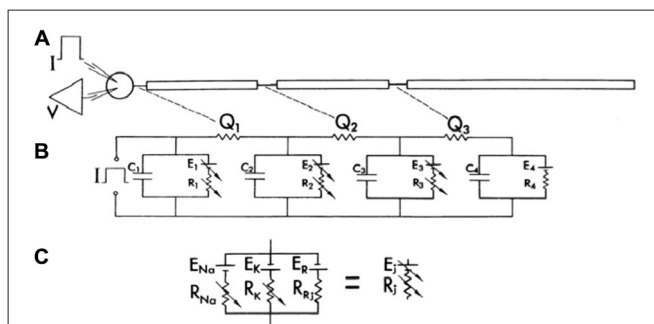 A
I
V
Q1 Q2 Q3
B
I C1 E1 R1 C2 E2 R2 C3 E3 R3 C4 E4 R4
C
ENa EK ER = Ej
RNa RK RRj Rj